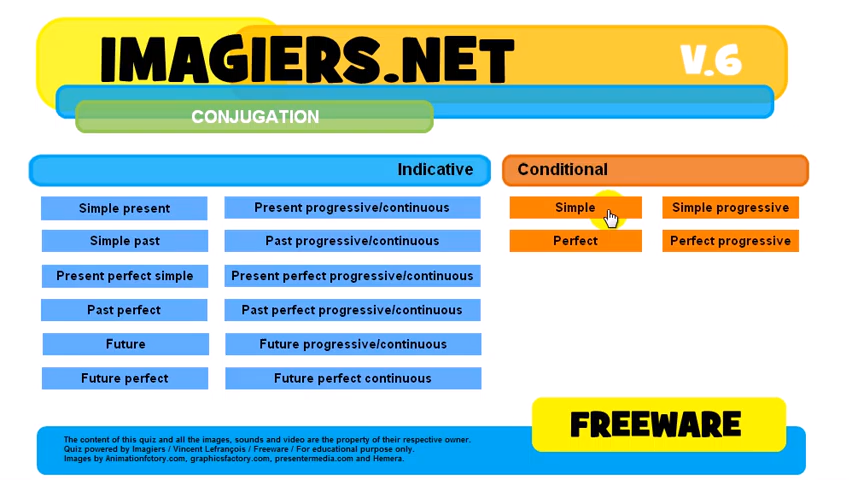 IMAGIERS.NET
V.6
CONJUGATION
Indicative
Conditional
Simple present
Present progressive/continuous
Simple
Simple progressive
Simple past
Past progressive/continuous
Perfect
Perfect progressive
Present perfect simple
Present perfect progressive/continuous
Past perfect
Past perfect progressive/continuous
Future
Future progressive/continuous
Future perfect
Future perfect continuous
FREEWARE
The content of this quiz and all the images, sounds and video are the property of their respective owner.
Quiz powered by Imagiers / Vincent Lefrançois / Freeware / For educational purpose only.
Images by Animationfotory.com, graphicsfactory.com, presentermedia.com and Hemera.